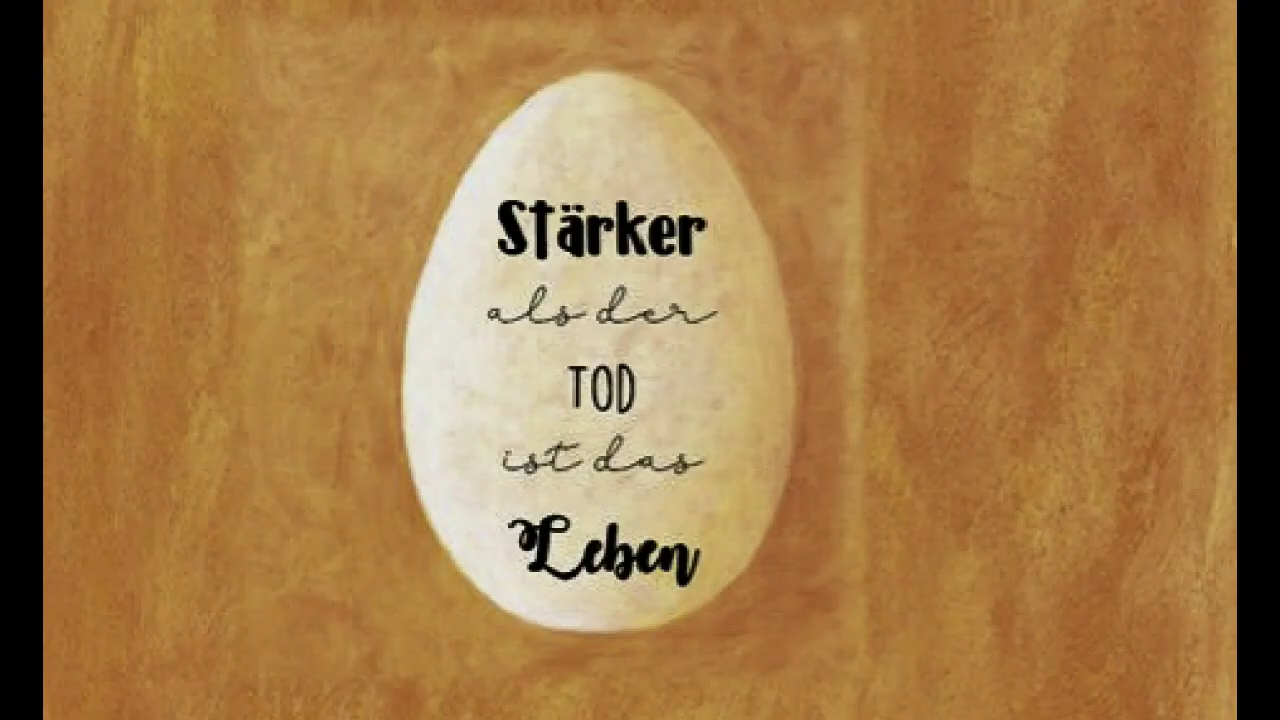 Stärker
als der
TOD
ist das
Leben